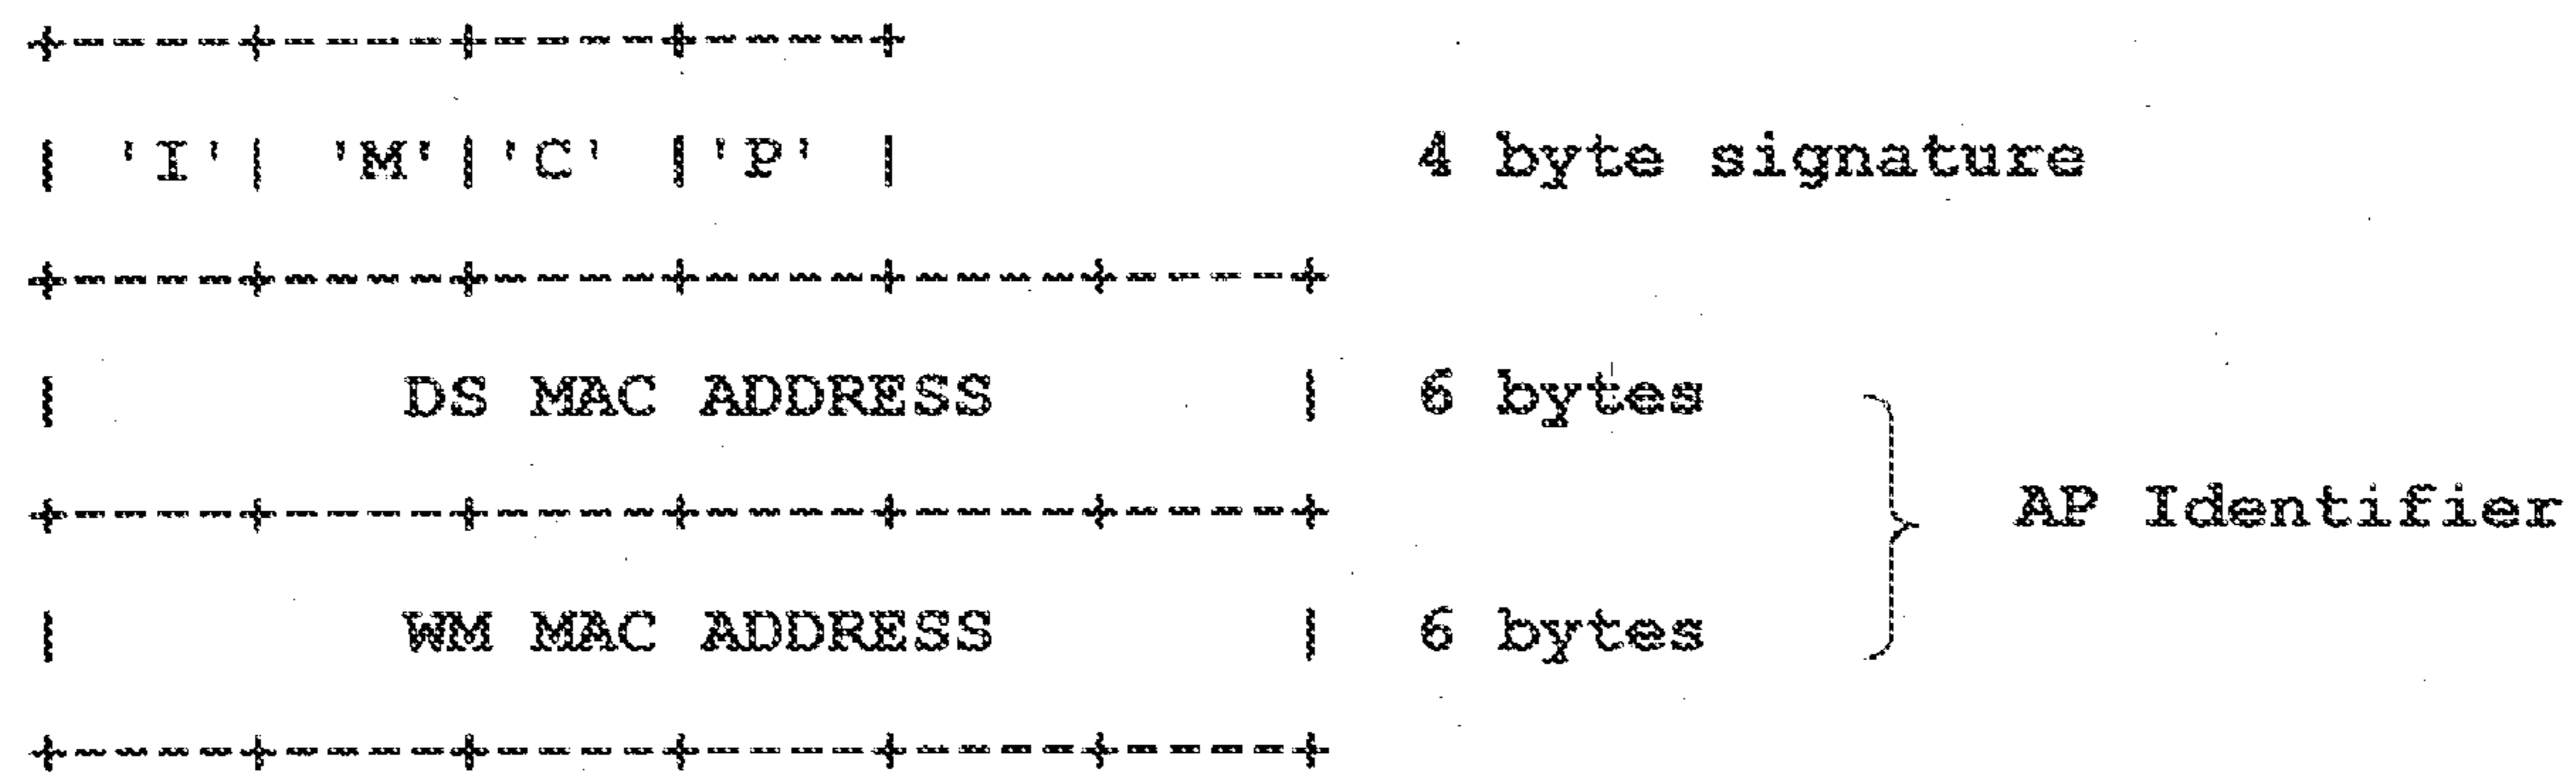 +-----+-----+-----+-----+
| 'I'| 'M'|'C' |'P' | 4 byte signature
+-----+-----+-----+-----+-----+-----+
| DS MAC ADDRESS | 6 bytes
+-----+-----+-----+-----+-----+-----+ AP Identifier
| WM MAC ADDRESS | 6 bytes
+-----+-----+-----+-----+-----+-----+